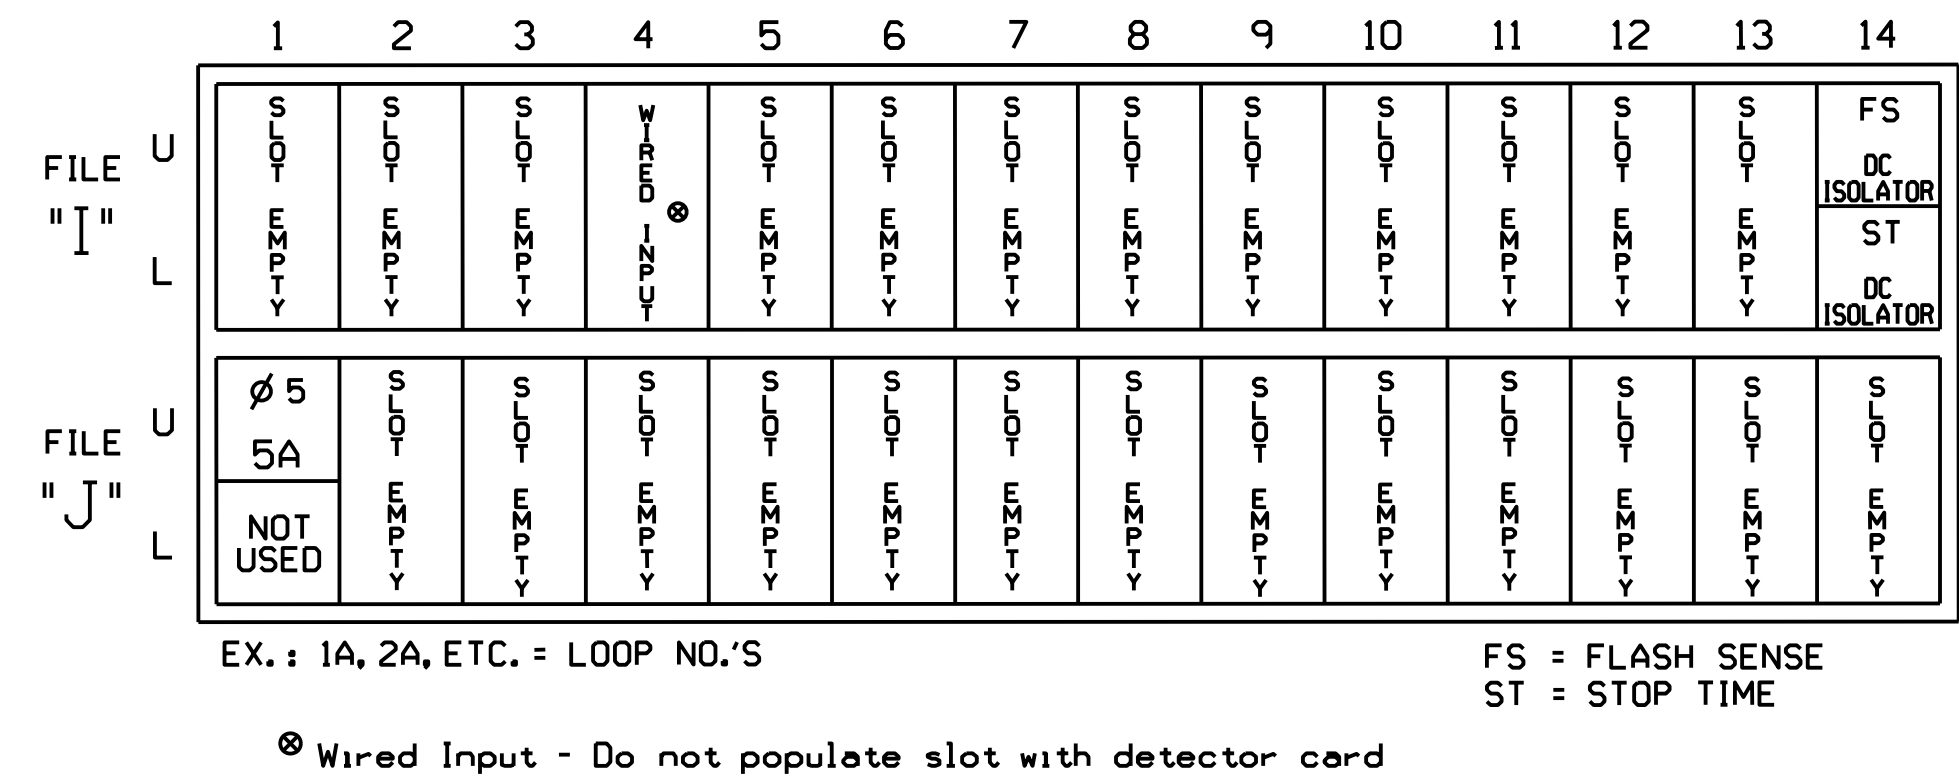 1 2 3 4 5 6 7 8 9 10 11 12 13 14
FILE "I"
U
L
SLOT EMPTY
SLOT EMPTY
SLOT EMPTY
WIRED INPUT ⊗
SLOT EMPTY
SLOT EMPTY
SLOT EMPTY
SLOT EMPTY
SLOT EMPTY
SLOT EMPTY
SLOT EMPTY
SLOT EMPTY
SLOT EMPTY
FS
DC
ISOLATOR
ST
DC
ISOLATOR
FILE "J"
U
L
Ø 5
5A
NOT
USED
SLOT EMPTY
SLOT EMPTY
SLOT EMPTY
SLOT EMPTY
SLOT EMPTY
SLOT EMPTY
SLOT EMPTY
SLOT EMPTY
SLOT EMPTY
SLOT EMPTY
SLOT EMPTY
SLOT EMPTY
SLOT EMPTY
EX.: 1A, 2A, ETC. = LOOP NO.'S
FS = FLASH SENSE
ST = STOP TIME
⊗ Wired Input - Do not populate slot with detector card